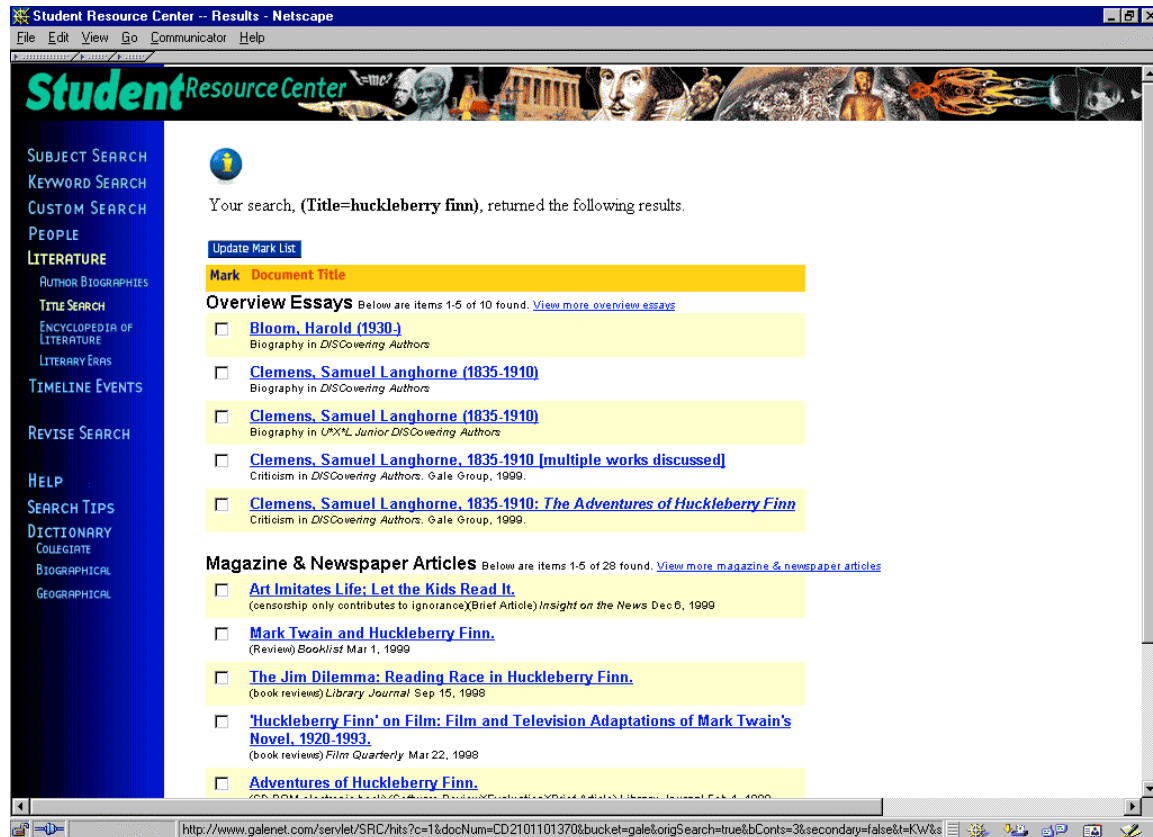 Student Resource Center -- Results - Netscape
File Edit View Go Communicator Help
Student Resource Center
SUBJECT SEARCH
KEYWORD SEARCH
CUSTOM SEARCH
PEOPLE
LITERATURE
AUTHOR BIOGRAPHIES
TITLE SEARCH
ENCYCLOPEDIA OF
LITERATURE
LITERARY ERAS
TIMELINE EVENTS
REVISE SEARCH
HELP
SEARCH TIPS
DICTIONARY
COLLEGIATE
BIOGRAPHICAL
GEOGRAPHICAL
Your search, (Title=huckleberry finn), returned the following results.
Update Mark List
Mark Document Title
Overview Essays Below are items 1-5 of 10 found. View more overview essays
Bloom, Harold (1930-)
Biography in DISCovering Authors
Clemens, Samuel Langhorne (1835-1910)
Biography in DISCovering Authors
Clemens, Samuel Langhorne (1835-1910)
Biography in U*X*L Junior DISCovering Authors
Clemens, Samuel Langhorne, 1835-1910 [multiple works discussed]
Criticism in DISCovering Authors. Gale Group, 1999.
Clemens, Samuel Langhorne, 1835-1910: The Adventures of Huckleberry Finn
Criticism in DISCovering Authors. Gale Group, 1999.
Magazine & Newspaper Articles Below are items 1-5 of 28 found. View more magazine & newspaper articles
Art Imitates Life; Let the Kids Read It.
(censorship only contributes to ignorance)(Brief Article) Insight on the News Dec 6, 1999
Mark Twain and Huckleberry Finn.
(Review) Booklist Mar 1, 1999
The Jim Dilemma: Reading Race in Huckleberry Finn.
(book reviews) Library Journal Sep 15, 1998
'Huckleberry Finn' on Film: Film and Television Adaptations of Mark Twain's
Novel, 1920-1993.
(book reviews) Film Quarterly Mar 22, 1998
Adventures of Huckleberry Finn.
http://www.galenet.com/servlet/SRC/hits?c=1&docNum=CD2101101370&bucket=gale&origSearch=true&bConts=3&secondary=false&t=KW&s